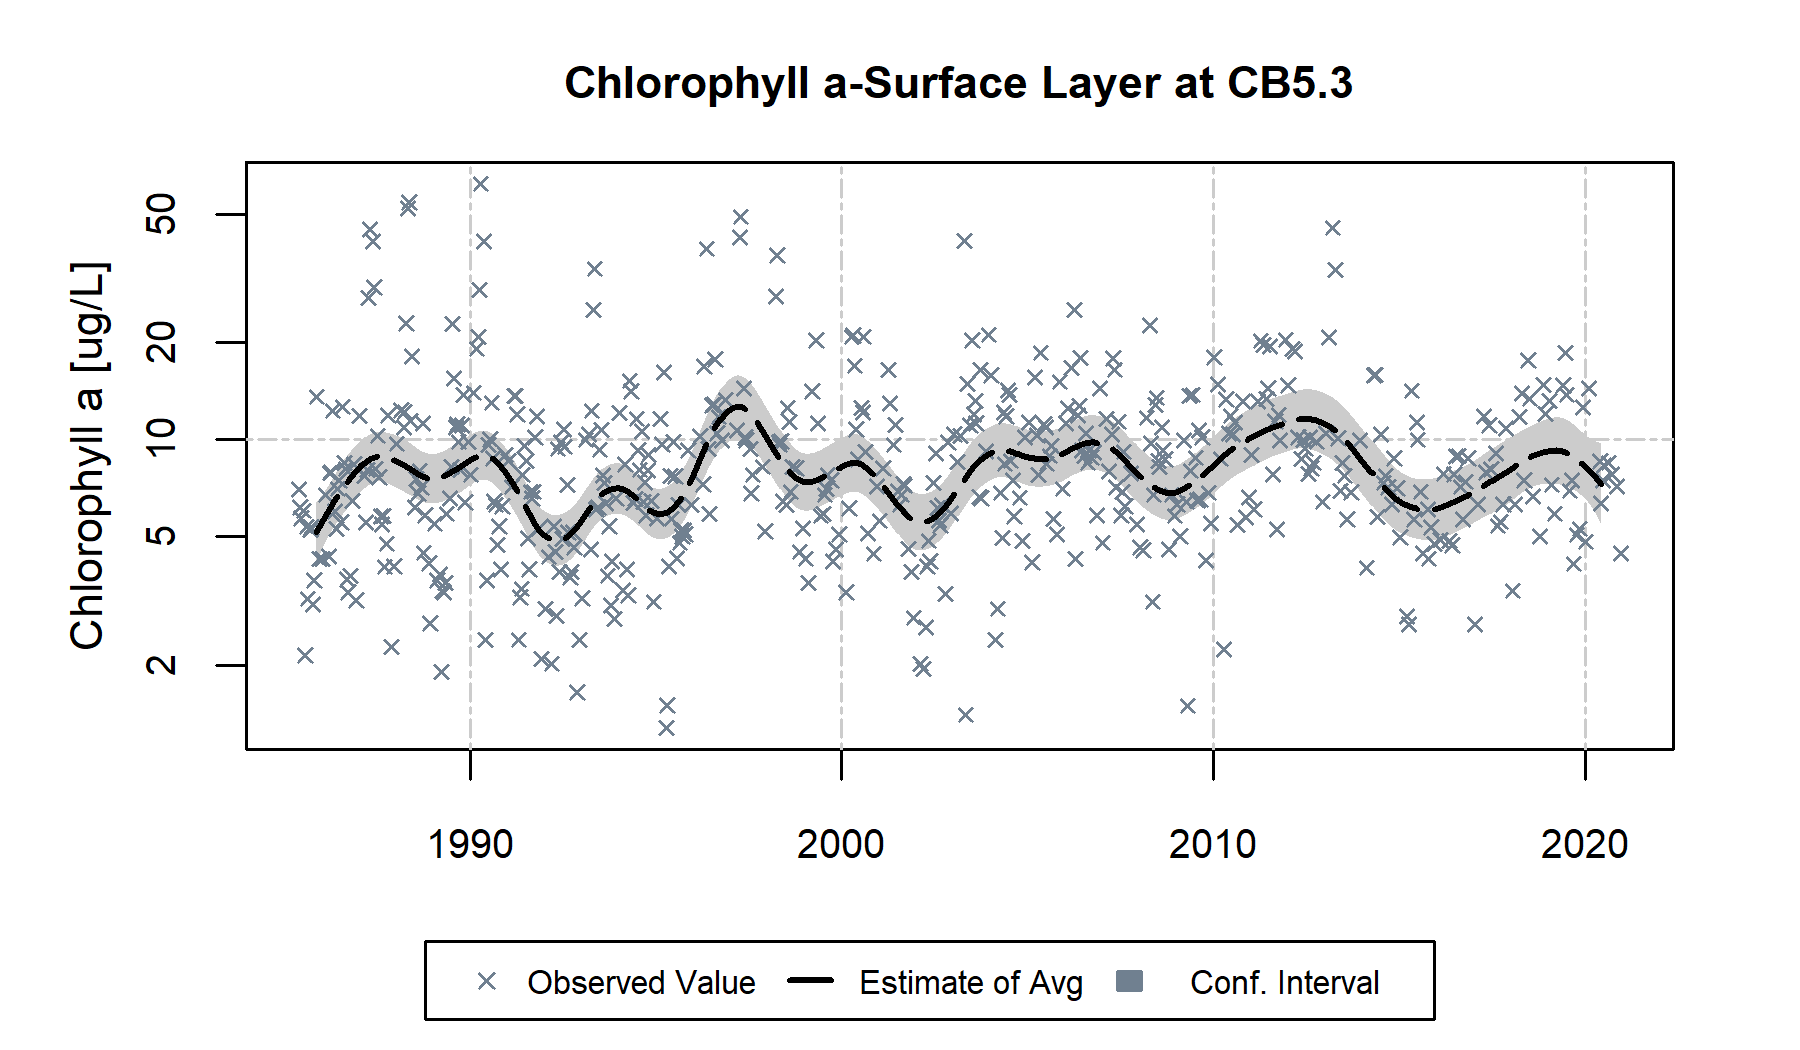 Chlorophyll a-Surface Layer at CB5.3
Chlorophyll a [ug/L]
50
20
10
5
2
1990 2000 2010 2020
Observed Value Estimate of Avg Conf. Interval